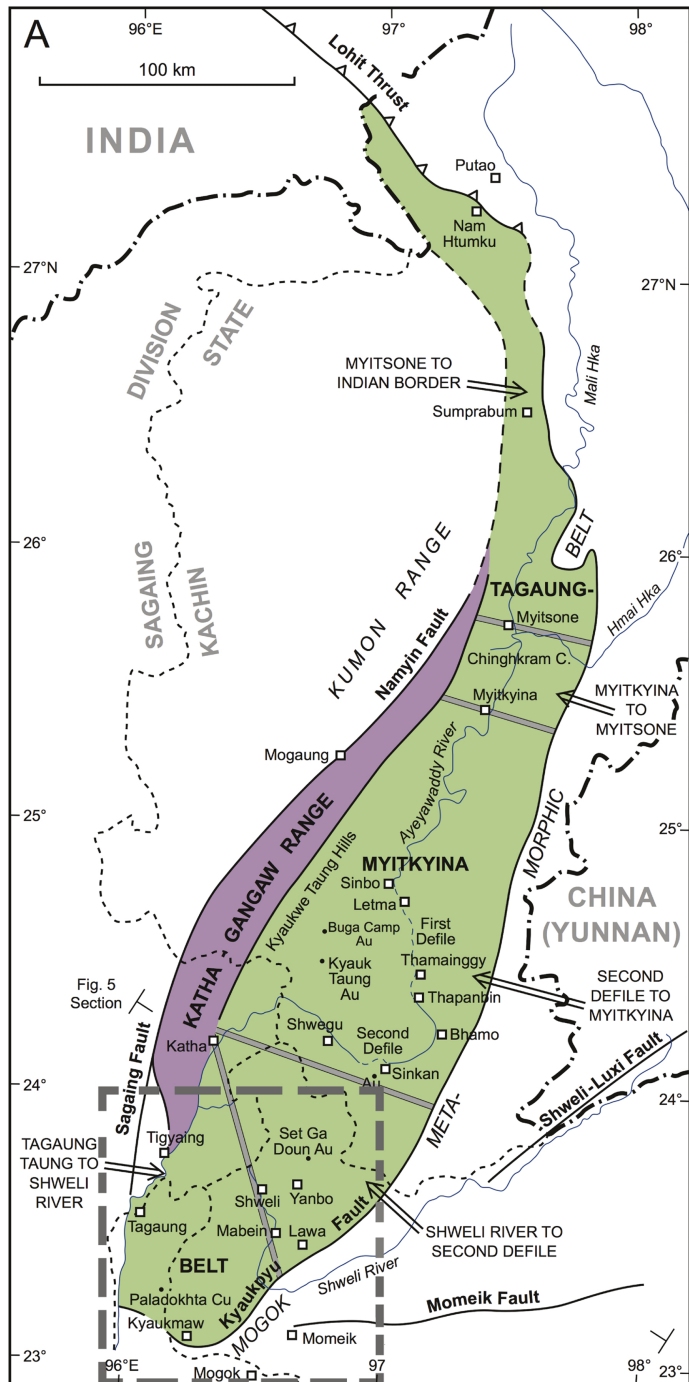 A
96°E
97°
98°
100 km
Lohit Thrust
INDIA
Putao
Nam
Htumku
27°N
27°N
DIVISION
STATE
MYITSONE TO
INDIAN BORDER
Mali Hka
Sumprabum
26°
26°
SAGAING
KACHIN
KUMON RANGE
BELT
TAGAUNG-
Myitsone
Hmai Hka
Namyin Fault
Chinghkram C.
Myitkyina
MYITKYINA
TO
MYITSONE
Mogaung
Ayeyawaddy River
25°
25°
KATHA - GANGAW RANGE
Kyaukwe Taung Hills
MYITKYINA
MORPHIC
Sinbo
Letma
CHINA
(YUNNAN)
Buga Camp
Au
First
Defile
Kyauk
Taung
Au
Thamainggy
Thapanbin
SECOND
DEFILE TO
MYITKYINA
Fig. 5
Section
Katha
Shwegu
Second
Defile
Bhamo
Sagaing Fault
Sinkan
Au
24°
24°
Shweli-Luxi Fault
META-
Tigyaing
Set Ga
Doun Au
TAGAUNG
TAUNG TO
SHWELI
RIVER
Shweli
Yanbo
Tagaung
Mabein
Lawa
SHWELI RIVER TO
SECOND DEFILE
BELT
Kyaukpyu Fault
Shweli River
Paladokhta Cu
MOGOK
Momeik Fault
Kyaukmaw
Momeik
23°
23°
96°E
97°
98°
Mogok